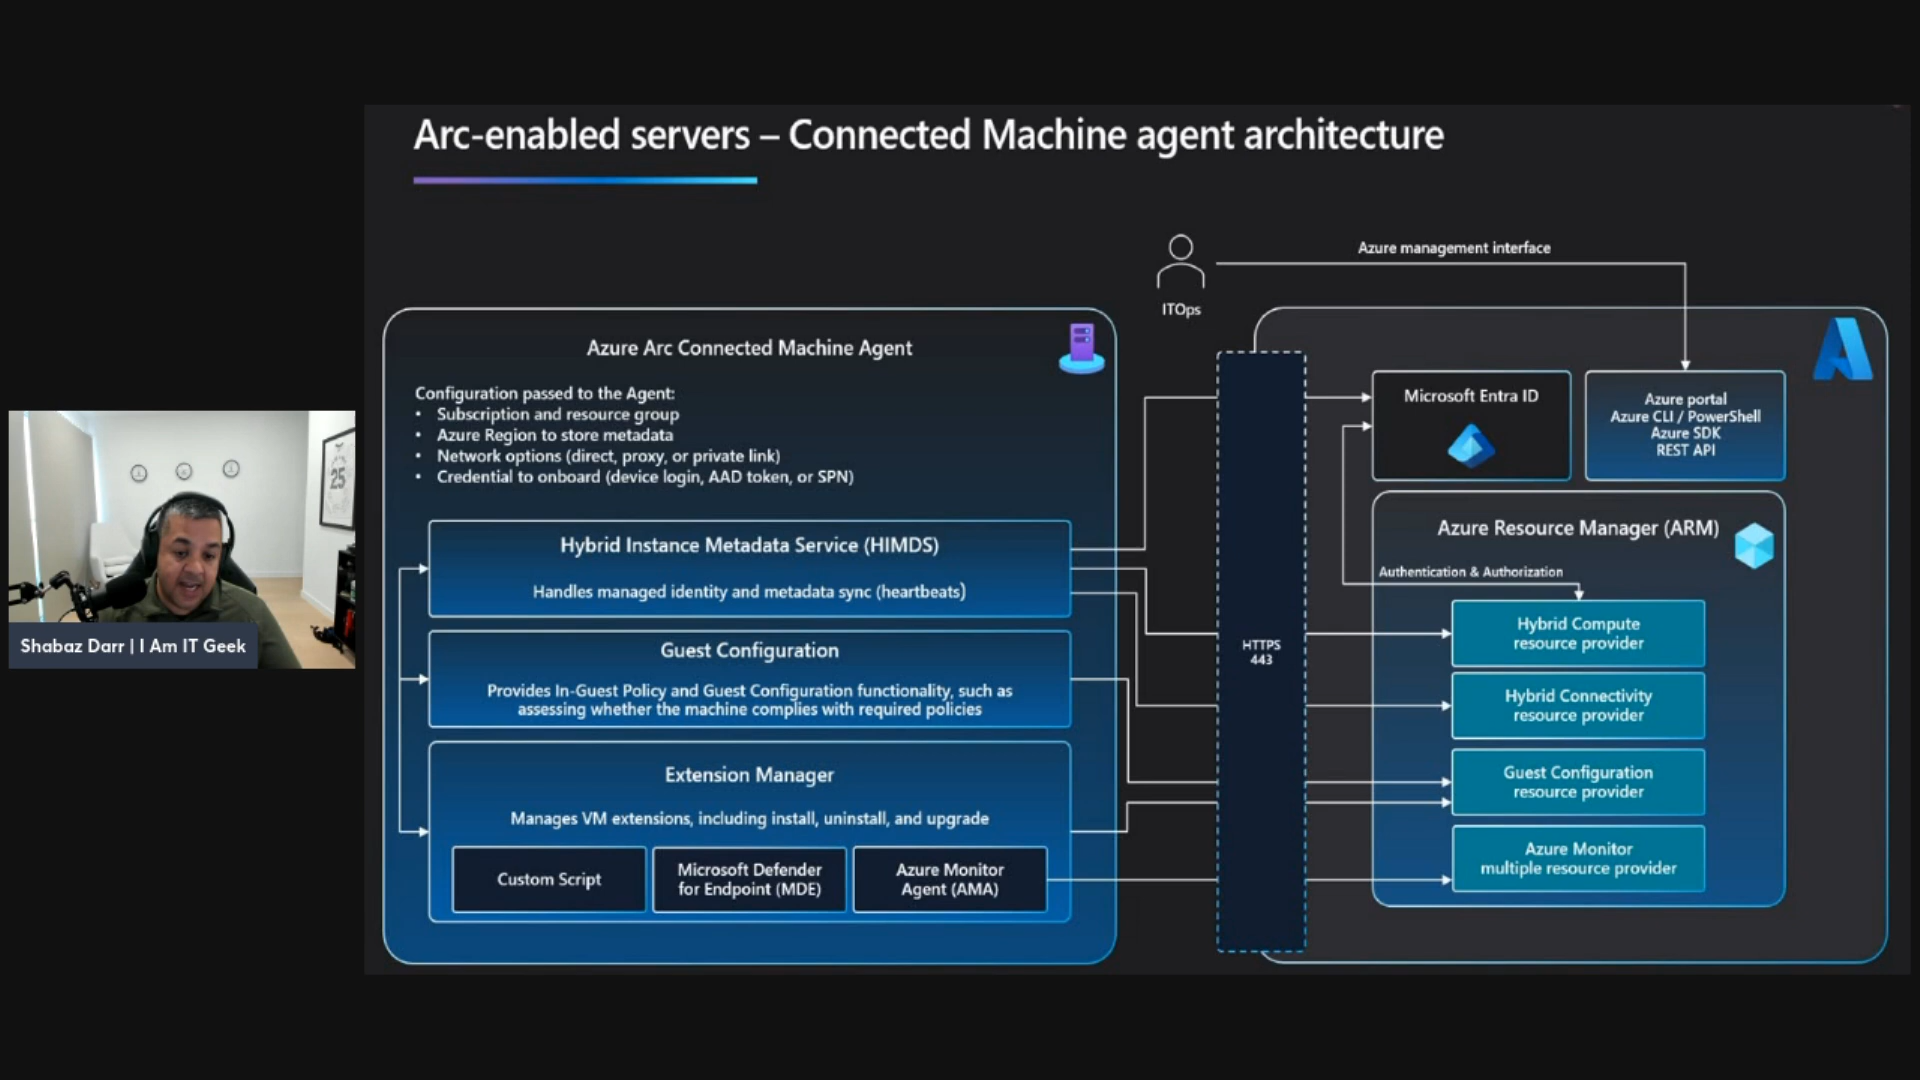 Arc-enabled servers – Connected Machine agent architecture
Azure management interface
ITOps
Azure Arc Connected Machine Agent
Configuration passed to the Agent:
• Subscription and resource group
• Azure Region to store metadata
• Network options (direct, proxy, or private link)
• Credential to onboard (device login, AAD token, or SPN)
Hybrid Instance Metadata Service (HIMDS)
Handles managed identity and metadata sync (heartbeats)
Guest Configuration
Provides In-Guest Policy and Guest Configuration functionality, such as
assessing whether the machine complies with required policies
Extension Manager
Manages VM extensions, including install, uninstall, and upgrade
Custom Script
Microsoft Defender
for Endpoint (MDE)
Azure Monitor
Agent (AMA)
HTTPS
443
Microsoft Entra ID
Azure portal
Azure CLI / PowerShell
Azure SDK
REST API
Azure Resource Manager (ARM)
Authentication & Authorization
Hybrid Compute
resource provider
Hybrid Connectivity
resource provider
Guest Configuration
resource provider
Azure Monitor
multiple resource provider
25
Shabaz Darr | I Am IT Geek